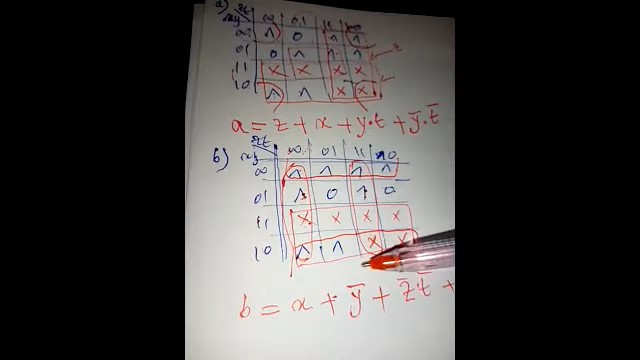 a)
zt
xy 00 01 11 10
00 1 0 1 1
01 0 1 1 1
11 x x x x
10 1 1 x x
a = z + x + y.t + y̅.t̅
b)
zt
xy 00 01 11 10
00 1 1 1 1
01 1 0 1 0
11 x x x x
10 1 1 x x
b = x + y̅ + z̅ t̅ +